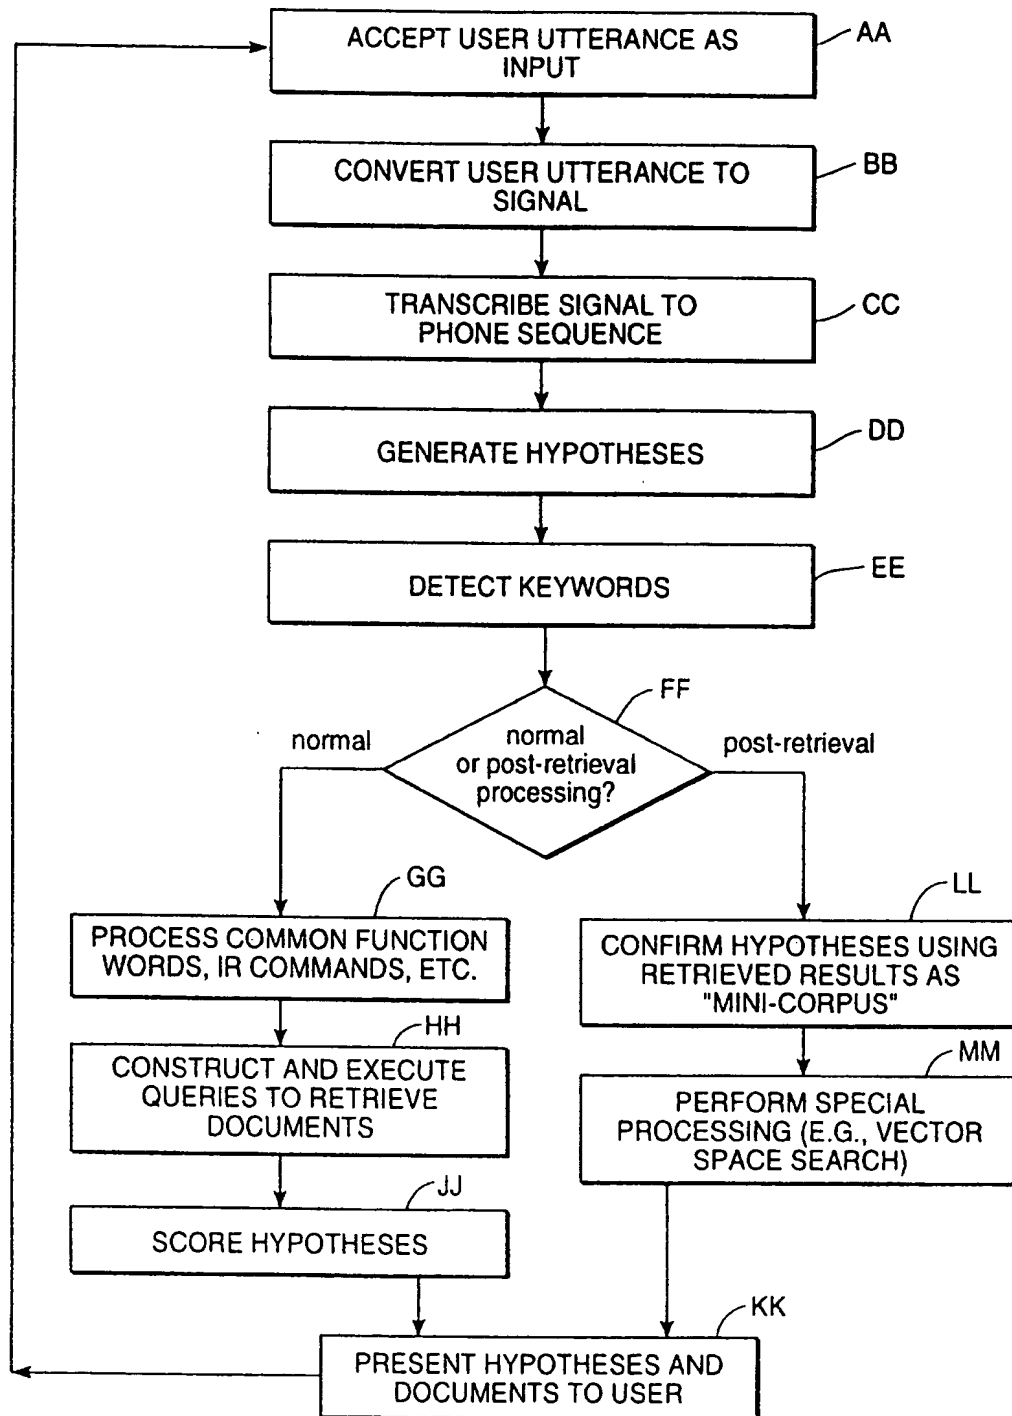 ACCEPT USER UTTERANCE AS
INPUT
AA
CONVERT USER UTTERANCE TO
SIGNAL
BB
TRANSCRIBE SIGNAL TO
PHONE SEQUENCE
CC
GENERATE HYPOTHESES
DD
DETECT KEYWORDS
EE
FF
normal
normal
or post-retrieval
processing?
post-retrieval
GG
PROCESS COMMON FUNCTION
WORDS, IR COMMANDS, ETC.
HH
CONSTRUCT AND EXECUTE
QUERIES TO RETRIEVE
DOCUMENTS
JJ
SCORE HYPOTHESES
LL
CONFIRM HYPOTHESES USING
RETRIEVED RESULTS AS
"MINI-CORPUS"
MM
PERFORM SPECIAL
PROCESSING (E.G., VECTOR
SPACE SEARCH)
KK
PRESENT HYPOTHESES AND
DOCUMENTS TO USER